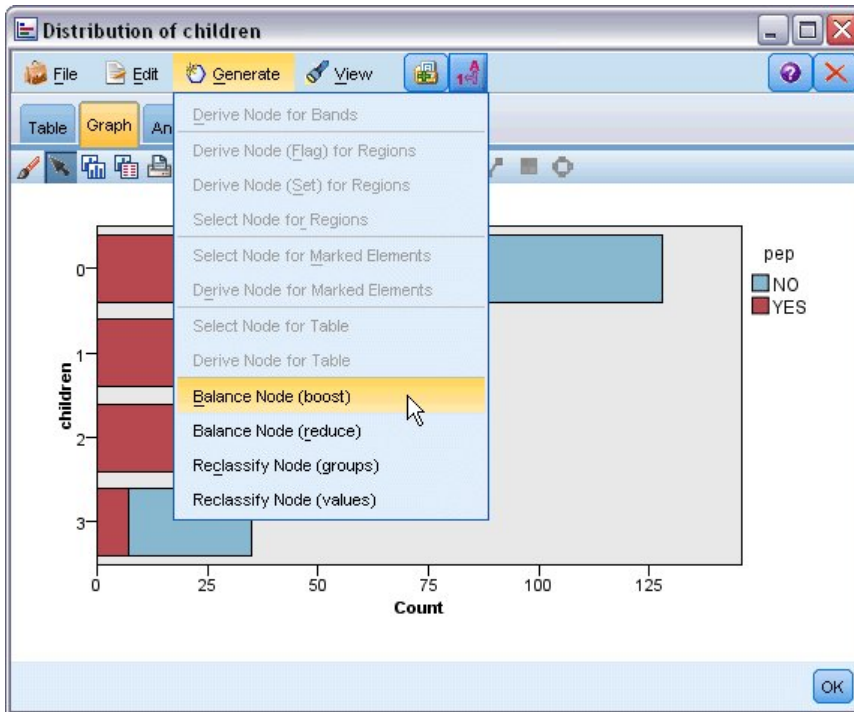 Distribution of children
File Edit Generate View
Table Graph An
Derive Node for Bands
Derive Node (Flag) for Regions
Derive Node (Set) for Regions
Select Node for Regions
Select Node for Marked Elements
Derive Node for Marked Elements
Select Node for Table
Derive Node for Table
Balance Node (boost)
Balance Node (reduce)
Reclassify Node (groups)
Reclassify Node (values)
pep
NO
YES
children
0
1
2
3
0 25 50 75 100 125
Count
OK